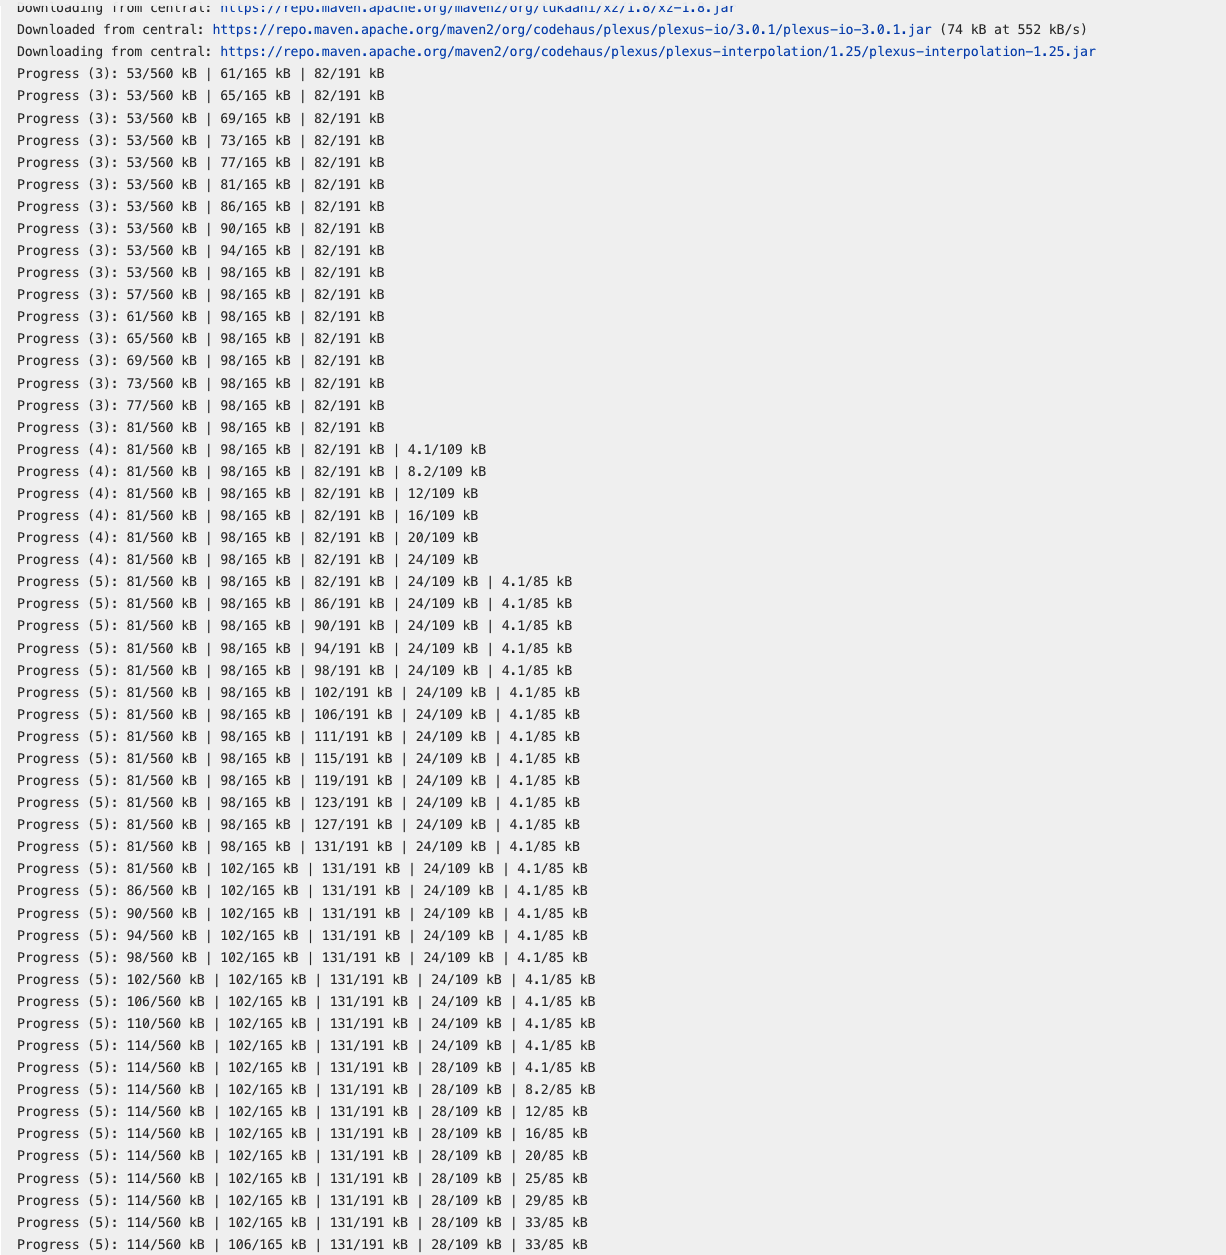 Downloading from central: https://repo.maven.apache.org/maven2/org/tukaani/xz/1.8/xz-1.8.jar
Downloaded from central: https://repo.maven.apache.org/maven2/org/codehaus/plexus/plexus-io/3.0.1/plexus-io-3.0.1.jar (74 kB at 552 kB/s)
Downloading from central: https://repo.maven.apache.org/maven2/org/codehaus/plexus/plexus-interpolation/1.25/plexus-interpolation-1.25.jar
Progress (3): 53/560 kB | 61/165 kB | 82/191 kB
Progress (3): 53/560 kB | 65/165 kB | 82/191 kB
Progress (3): 53/560 kB | 69/165 kB | 82/191 kB
Progress (3): 53/560 kB | 73/165 kB | 82/191 kB
Progress (3): 53/560 kB | 77/165 kB | 82/191 kB
Progress (3): 53/560 kB | 81/165 kB | 82/191 kB
Progress (3): 53/560 kB | 86/165 kB | 82/191 kB
Progress (3): 53/560 kB | 90/165 kB | 82/191 kB
Progress (3): 53/560 kB | 94/165 kB | 82/191 kB
Progress (3): 53/560 kB | 98/165 kB | 82/191 kB
Progress (3): 57/560 kB | 98/165 kB | 82/191 kB
Progress (3): 61/560 kB | 98/165 kB | 82/191 kB
Progress (3): 65/560 kB | 98/165 kB | 82/191 kB
Progress (3): 69/560 kB | 98/165 kB | 82/191 kB
Progress (3): 73/560 kB | 98/165 kB | 82/191 kB
Progress (3): 77/560 kB | 98/165 kB | 82/191 kB
Progress (3): 81/560 kB | 98/165 kB | 82/191 kB
Progress (4): 81/560 kB | 98/165 kB | 82/191 kB | 4.1/109 kB
Progress (4): 81/560 kB | 98/165 kB | 82/191 kB | 8.2/109 kB
Progress (4): 81/560 kB | 98/165 kB | 82/191 kB | 12/109 kB
Progress (4): 81/560 kB | 98/165 kB | 82/191 kB | 16/109 kB
Progress (4): 81/560 kB | 98/165 kB | 82/191 kB | 20/109 kB
Progress (4): 81/560 kB | 98/165 kB | 82/191 kB | 24/109 kB
Progress (5): 81/560 kB | 98/165 kB | 82/191 kB | 24/109 kB | 4.1/85 kB
Progress (5): 81/560 kB | 98/165 kB | 86/191 kB | 24/109 kB | 4.1/85 kB
Progress (5): 81/560 kB | 98/165 kB | 90/191 kB | 24/109 kB | 4.1/85 kB
Progress (5): 81/560 kB | 98/165 kB | 94/191 kB | 24/109 kB | 4.1/85 kB
Progress (5): 81/560 kB | 98/165 kB | 98/191 kB | 24/109 kB | 4.1/85 kB
Progress (5): 81/560 kB | 98/165 kB | 102/191 kB | 24/109 kB | 4.1/85 kB
Progress (5): 81/560 kB | 98/165 kB | 106/191 kB | 24/109 kB | 4.1/85 kB
Progress (5): 81/560 kB | 98/165 kB | 111/191 kB | 24/109 kB | 4.1/85 kB
Progress (5): 81/560 kB | 98/165 kB | 115/191 kB | 24/109 kB | 4.1/85 kB
Progress (5): 81/560 kB | 98/165 kB | 119/191 kB | 24/109 kB | 4.1/85 kB
Progress (5): 81/560 kB | 98/165 kB | 123/191 kB | 24/109 kB | 4.1/85 kB
Progress (5): 81/560 kB | 98/165 kB | 127/191 kB | 24/109 kB | 4.1/85 kB
Progress (5): 81/560 kB | 98/165 kB | 131/191 kB | 24/109 kB | 4.1/85 kB
Progress (5): 81/560 kB | 102/165 kB | 131/191 kB | 24/109 kB | 4.1/85 kB
Progress (5): 86/560 kB | 102/165 kB | 131/191 kB | 24/109 kB | 4.1/85 kB
Progress (5): 90/560 kB | 102/165 kB | 131/191 kB | 24/109 kB | 4.1/85 kB
Progress (5): 94/560 kB | 102/165 kB | 131/191 kB | 24/109 kB | 4.1/85 kB
Progress (5): 98/560 kB | 102/165 kB | 131/191 kB | 24/109 kB | 4.1/85 kB
Progress (5): 102/560 kB | 102/165 kB | 131/191 kB | 24/109 kB | 4.1/85 kB
Progress (5): 106/560 kB | 102/165 kB | 131/191 kB | 24/109 kB | 4.1/85 kB
Progress (5): 110/560 kB | 102/165 kB | 131/191 kB | 24/109 kB | 4.1/85 kB
Progress (5): 114/560 kB | 102/165 kB | 131/191 kB | 24/109 kB | 4.1/85 kB
Progress (5): 114/560 kB | 102/165 kB | 131/191 kB | 28/109 kB | 4.1/85 kB
Progress (5): 114/560 kB | 102/165 kB | 131/191 kB | 28/109 kB | 8.2/85 kB
Progress (5): 114/560 kB | 102/165 kB | 131/191 kB | 28/109 kB | 12/85 kB
Progress (5): 114/560 kB | 102/165 kB | 131/191 kB | 28/109 kB | 16/85 kB
Progress (5): 114/560 kB | 102/165 kB | 131/191 kB | 28/109 kB | 20/85 kB
Progress (5): 114/560 kB | 102/165 kB | 131/191 kB | 28/109 kB | 25/85 kB
Progress (5): 114/560 kB | 102/165 kB | 131/191 kB | 28/109 kB | 29/85 kB
Progress (5): 114/560 kB | 102/165 kB | 131/191 kB | 28/109 kB | 33/85 kB
Progress (5): 114/560 kB | 106/165 kB | 131/191 kB | 28/109 kB | 33/85 kB